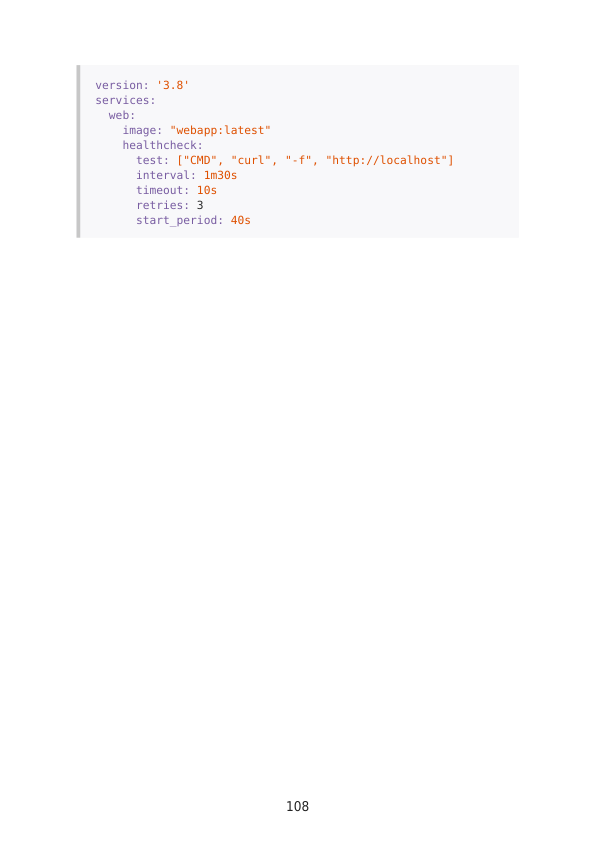 version: '3.8'
services:
  web:
    image: "webapp:latest"
    healthcheck:
      test: ["CMD", "curl", "-f", "http://localhost"]
      interval: 1m30s
      timeout: 10s
      retries: 3
      start_period: 40s
108